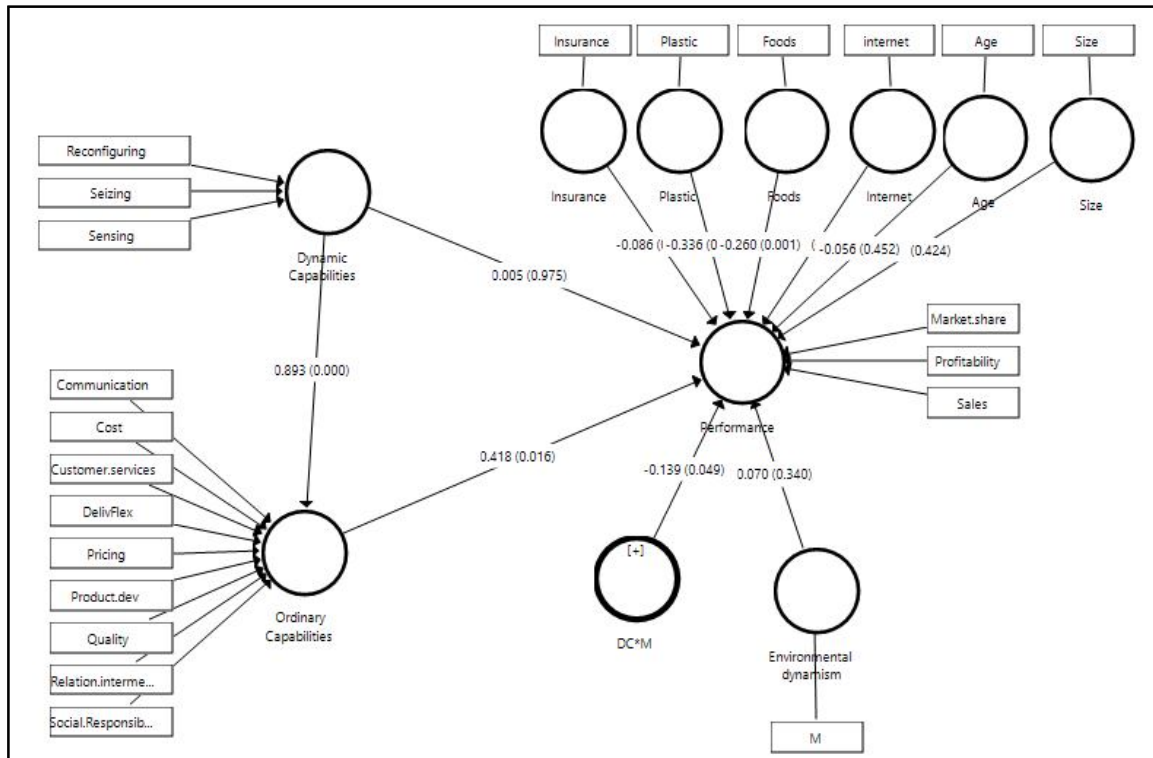 Insurance
Plastic
Foods
internet
Age
Size
Reconfiguring
Seizing
Sensing
Insurance
Plastic
Foods
Internet
Age
Size
Dynamic
Capabilities
-0.086 (
-0.336 (0
-0.260 (0.001)
(
-0.056 (0.452)
(0.424)
0.005 (0.975)
Market.share
Profitability
Sales
0.893 (0.000)
Communication
Cost
Customer.services
DelivFlex
Pricing
Product.dev
Quality
Relation.interme...
Social.Responsib...
Performance
0.418 (0.016)
-0.139 (0.049)
0.070 (0.340)
[+]
Ordinary
Capabilities
DC*M
Environmental
dynamism
M